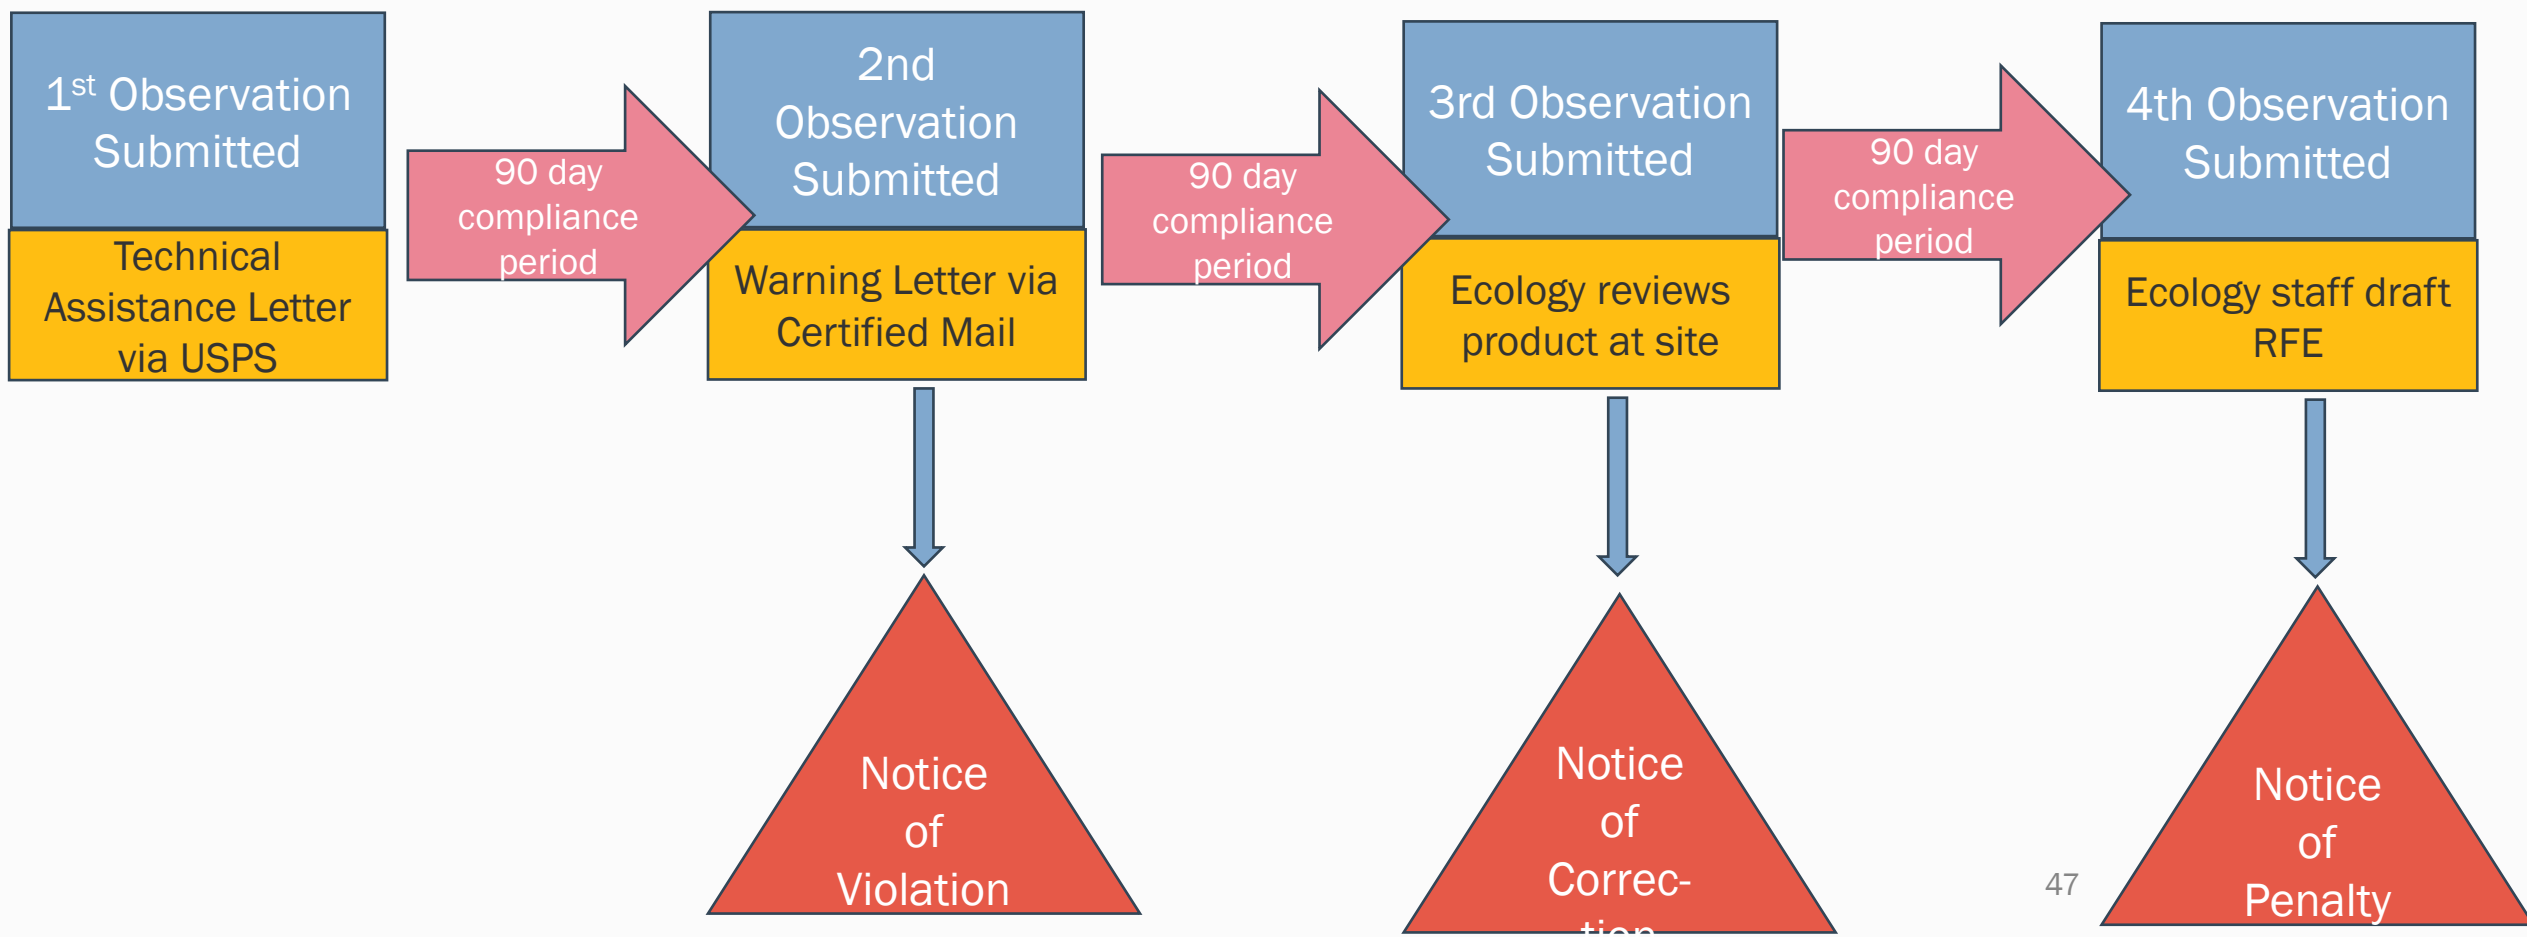 1st Observation
Submitted
Technical
Assistance Letter
via USPS
90 day
compliance
period
2nd
Observation
Submitted
Warning Letter via
Certified Mail
Notice
of
Violation
90 day
compliance
period
3rd Observation
Submitted
Ecology reviews
product at site
Notice
of
Correc-
tion
90 day
compliance
period
4th Observation
Submitted
Ecology staff draft
RFE
Notice
of
Penalty
47